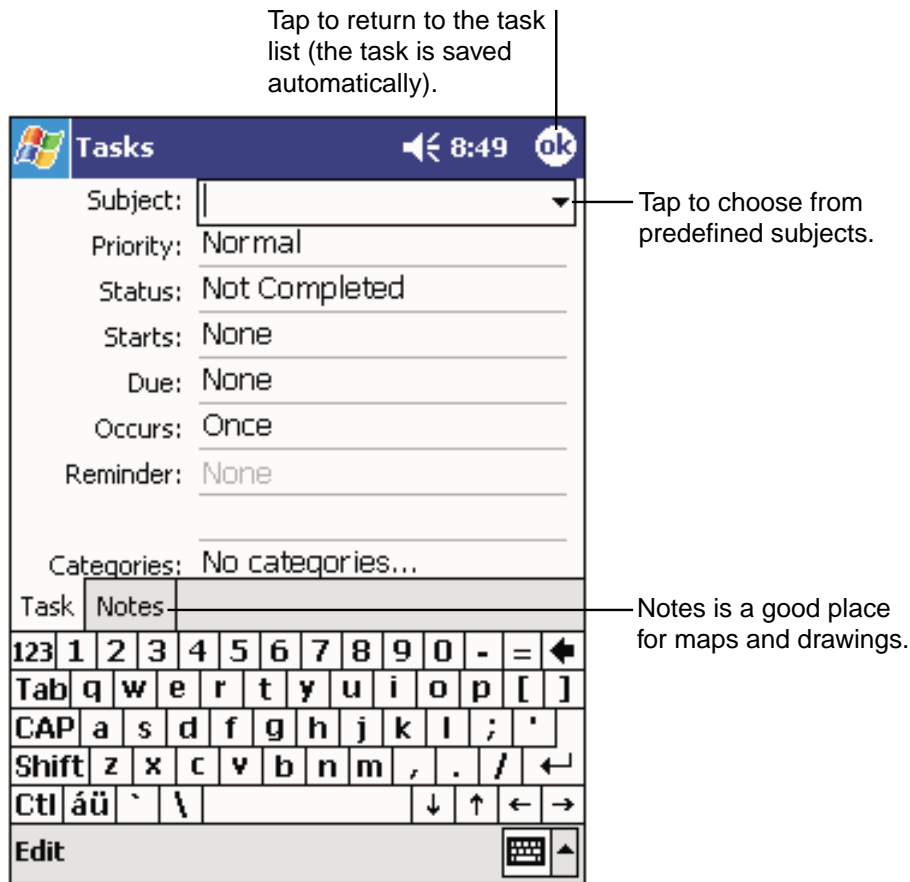 Tap to return to the task
list (the task is saved
automatically).
Tasks 8:49 ok
Subject:
Tap to choose from
predefined subjects.
Priority: Normal
Status: Not Completed
Starts: None
Due: None
Occurs: Once
Reminder: None
Categories: No categories...
Task Notes
Notes is a good place
for maps and drawings.
123 1 2 3 4 5 6 7 8 9 0 - = 🡄
Tab q w e r t y u i o p [ ]
CAP a s d f g h j k l ; '
Shift z x c v b n m , . / ↵
Ctl áü ` \ ↓ ↑ ← →
Edit